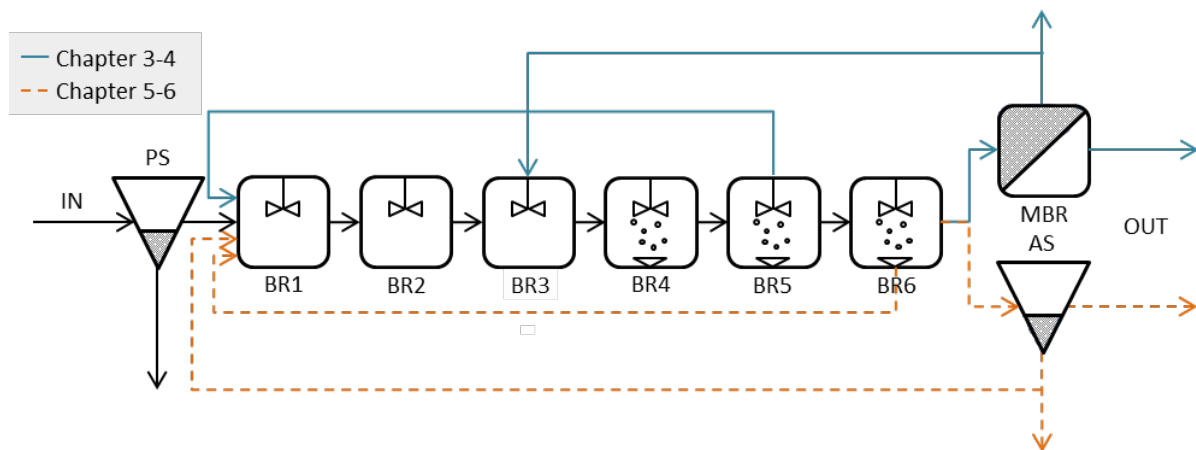 Chapter 3-4
Chapter 5-6
PS
IN
MBR
AS
OUT
BR1
BR2
BR3
BR4
BR5
BR6